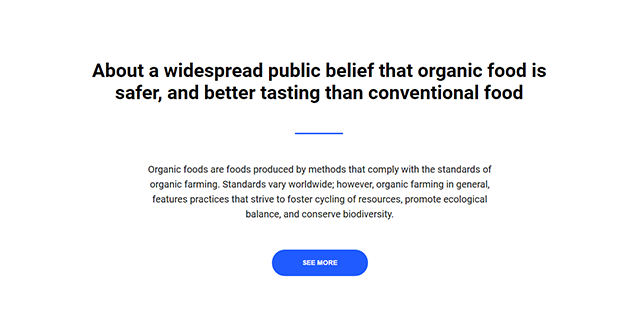 About a widespread public belief that organic food is
safer, and better tasting than conventional food
Organic foods are foods produced by methods that comply with the standards of
organic farming. Standards vary worldwide; however, organic farming in general,
features practices that strive to foster cycling of resources, promote ecological
balance, and conserve biodiversity.
SEE MORE